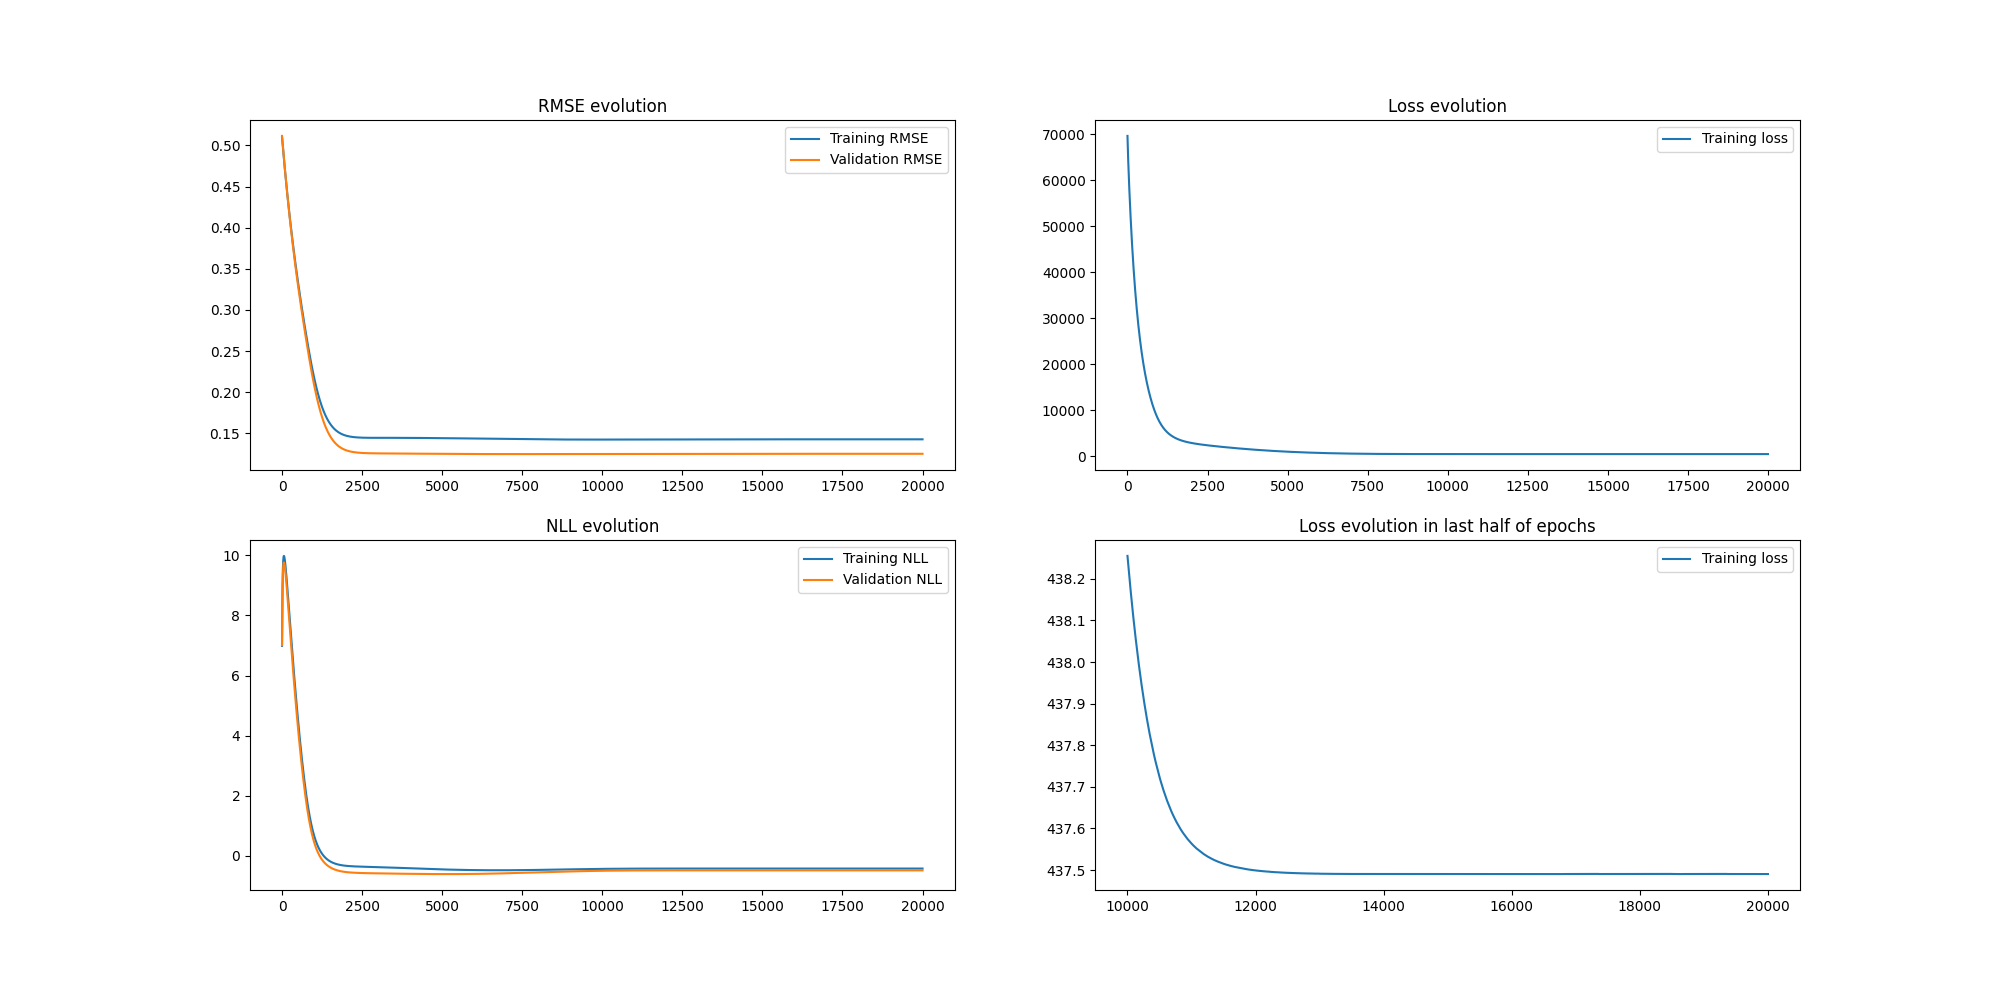 RMSE evolution
Training RMSE
Validation RMSE
0.50
0.45
0.40
0.35
0.30
0.25
0.20
0.15
0 2500 5000 7500 10000 12500 15000 17500 20000
Loss evolution
Training loss
70000
60000
50000
40000
30000
20000
10000
0
0 2500 5000 7500 10000 12500 15000 17500 20000
NLL evolution
Training NLL
Validation NLL
10
8
6
4
2
0
0 2500 5000 7500 10000 12500 15000 17500 20000
Loss evolution in last half of epochs
Training loss
438.2
438.1
438.0
437.9
437.8
437.7
437.6
437.5
10000 12000 14000 16000 18000 20000